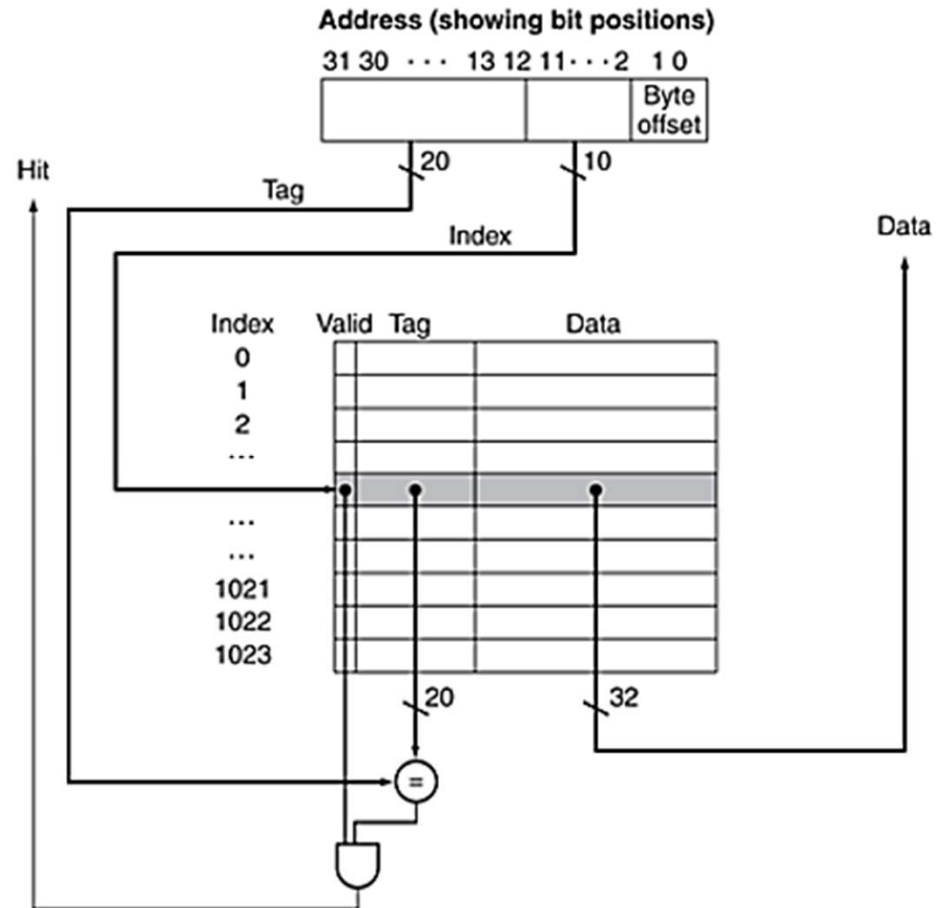 Address (showing bit positions)
31 30 ··· 13 12 11···2 1 0
Byte
offset
20
10
Hit
Tag
Index
Data
Index Valid Tag Data
0
1
2
...
...
...
1021
1022
1023
20
32
=